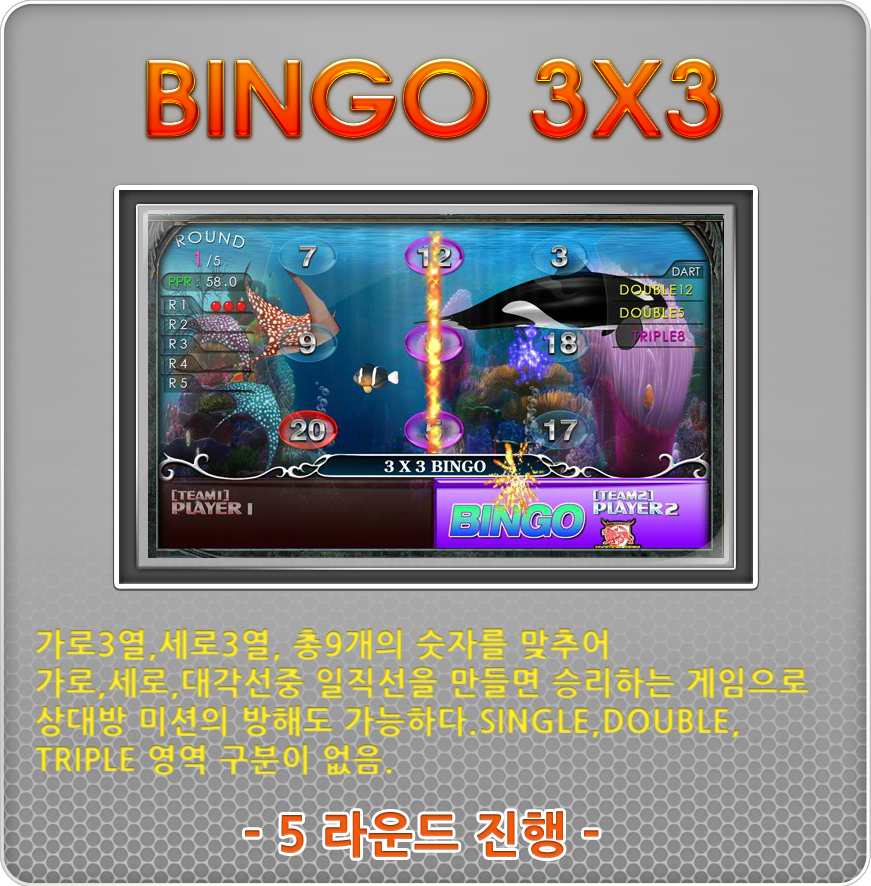 BINGO 3X3
ROUND
1/5
PPR : 58.0
R 1
R 2
R 3
R 4
R 5
7 12 3
9 18
20 5 17
DART
DOUBLE12
DOUBLE5
TRIPLE8
3 X 3 BINGO
[TEAM1]
PLAYER 1
BINGO
[TEAM2]
PLAYER 2
가로3열,세로3열, 총9개의 숫자를 맞추어
가로,세로,대각선중 일직선을 만들면 승리하는 게임으로
상대방 미션의 방해도 가능하다.SINGLE,DOUBLE,
TRIPLE 영역 구분이 없음.
- 5 라운드 진행 -